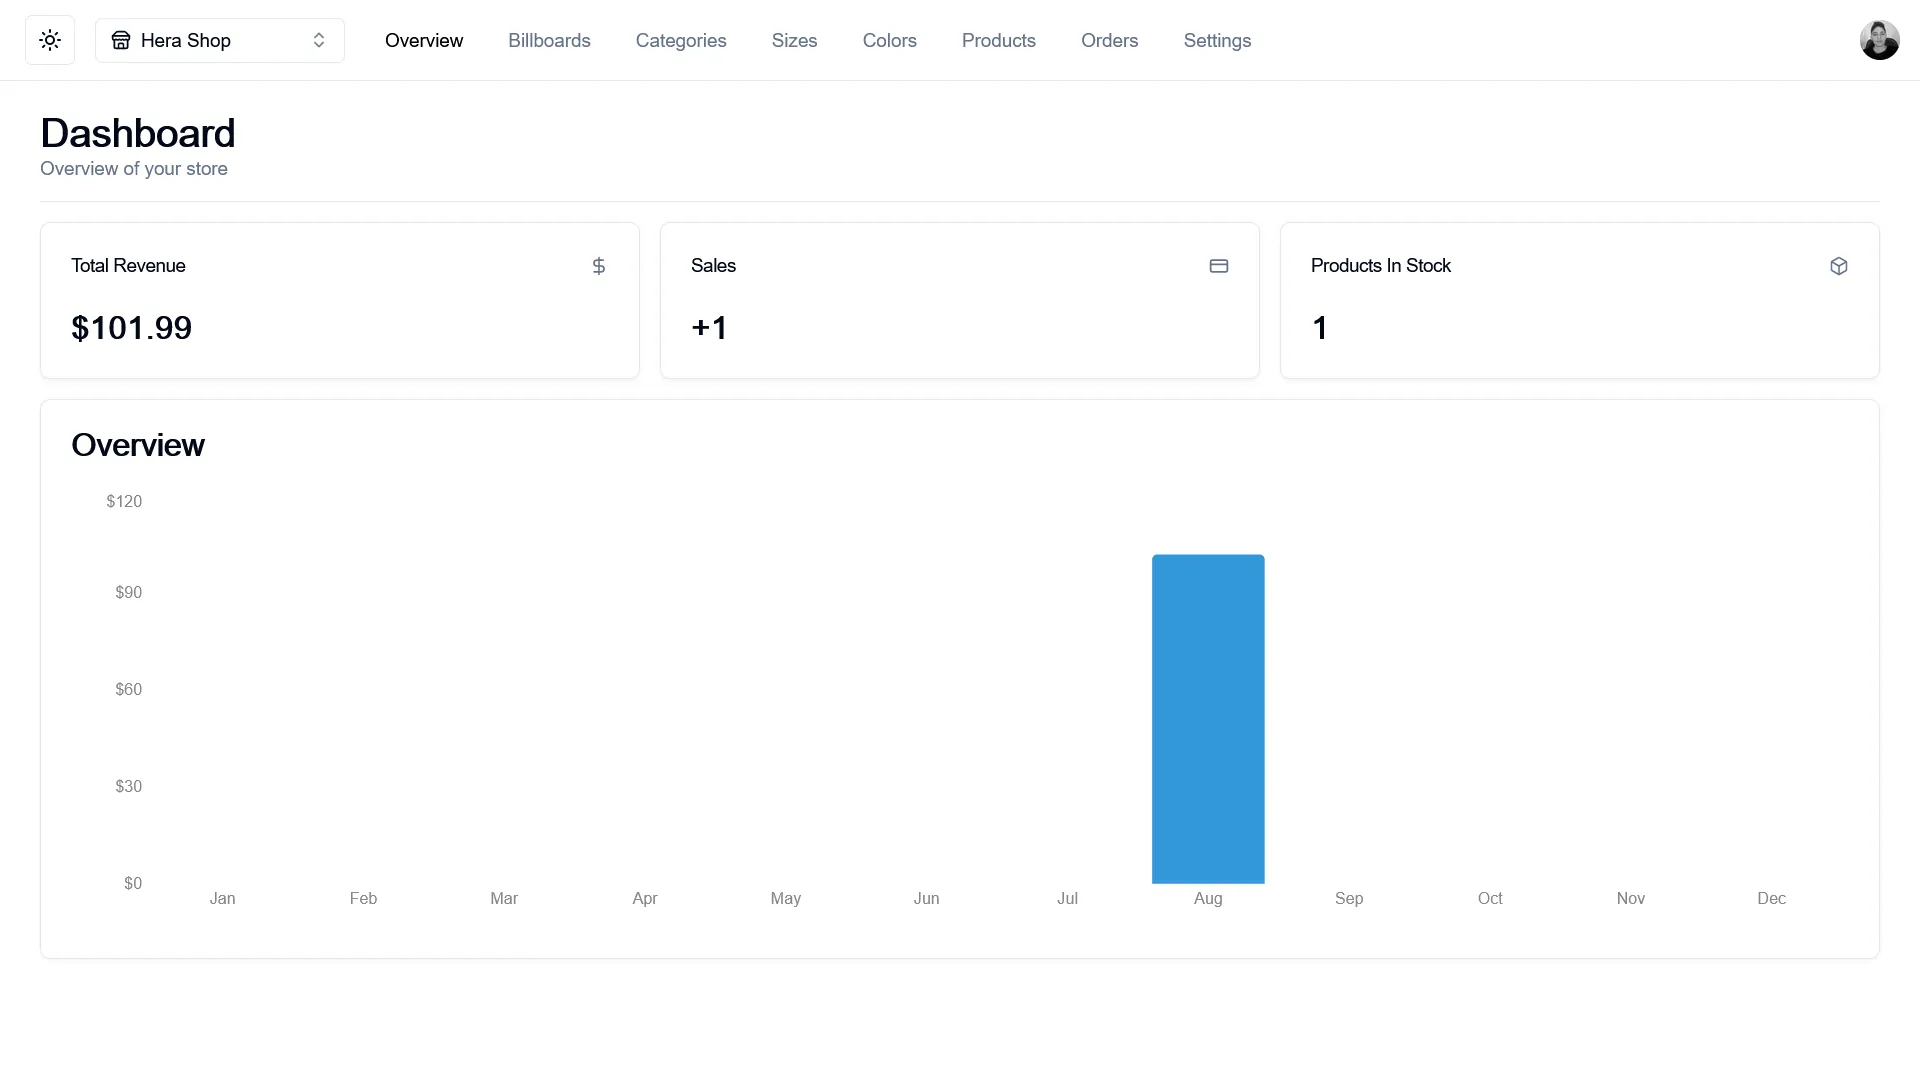 Hera Shop
Overview
Billboards
Categories
Sizes
Colors
Products
Orders
Settings
Dashboard
Overview of your store
Total Revenue
$101.99
Sales
+1
Products In Stock
1
Overview
$120
$90
$60
$30
$0
Jan
Feb
Mar
Apr
May
Jun
Jul
Aug
Sep
Oct
Nov
Dec